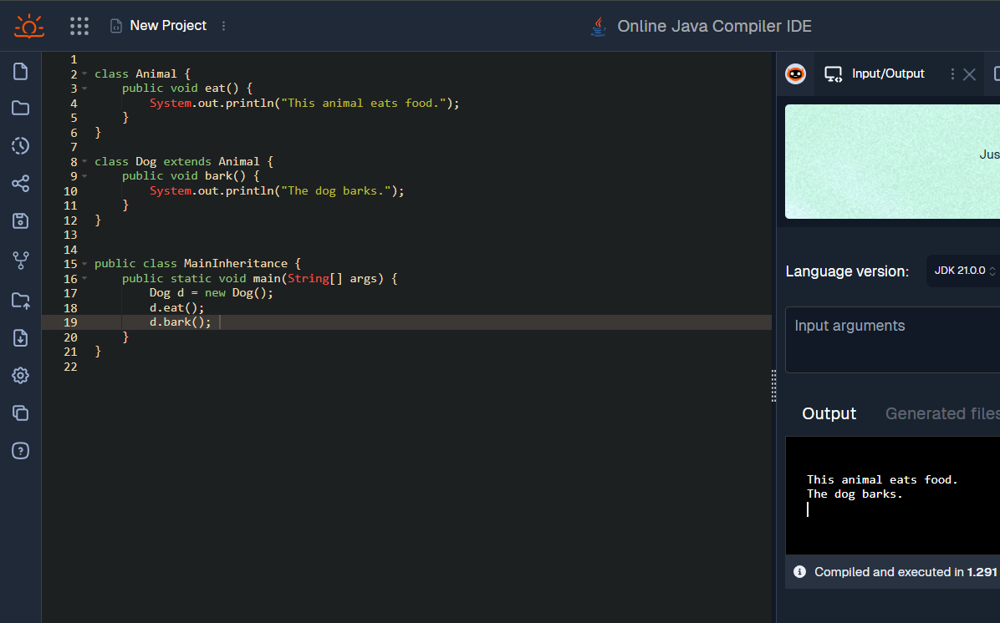 New Project
Online Java Compiler IDE
1
2 class Animal {
3     public void eat() {
4         System.out.println("This animal eats food.");
5     }
6 }
7
8 class Dog extends Animal {
9     public void bark() {
10         System.out.println("The dog barks.");
11     }
12 }
13
14
15 public class MainInheritance {
16     public static void main(String[] args) {
17         Dog d = new Dog();
18         d.eat();
19         d.bark();
20     }
21 }
22
Input/Output
Language version:
JDK 21.0.0
Input arguments
Output Generated files
This animal eats food.
The dog barks.
Compiled and executed in 1.291